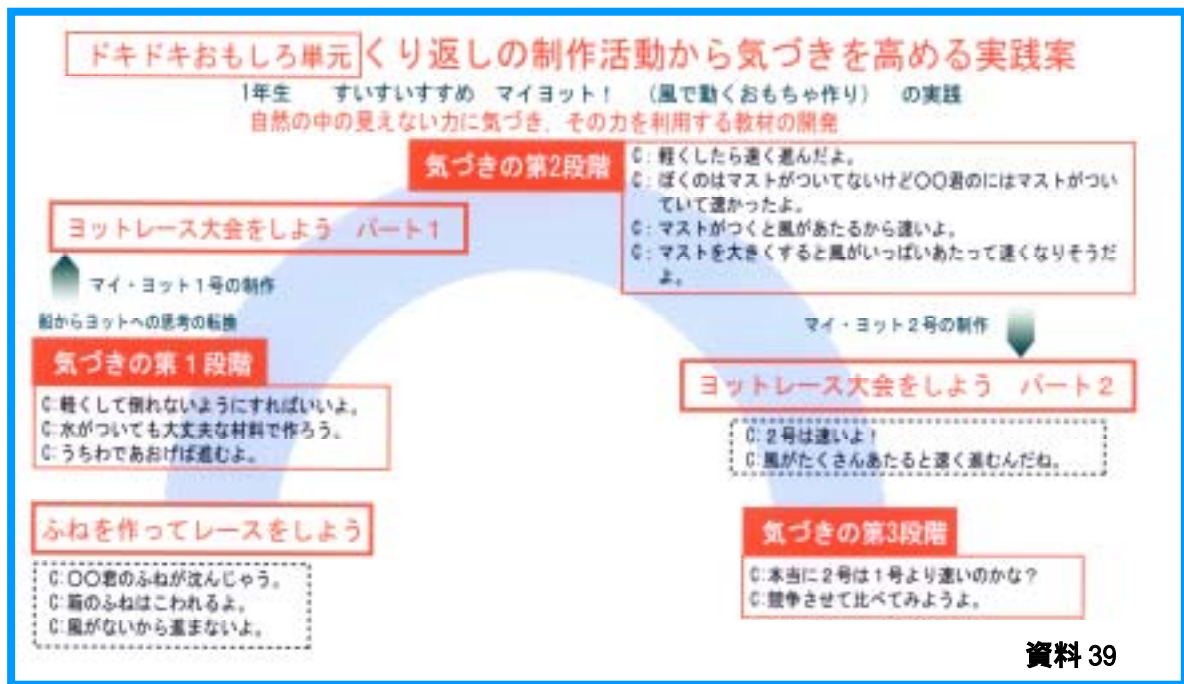 ドキドキおもしろ単元 くり返しの制作活動から気づきを高める実践案
1年生 すいすいすすめ マイヨット! (風で動くおもちゃ作り) の実践
自然の中の見えない力に気づき,その力を利用する教材の開発
気づきの第2段階
C:軽くしたら速く進んだよ。
C:ぼくのはマストがついてないけど〇〇君のにはマストがつい
ていて速かったよ。
C:マストがつくと風があたるから速いよ。
C:マストを大きくすると風がいっぱいあたって速くなりそうだ
よ。
ヨットレース大会をしよう パート1
マイ・ヨット1号の制作
船からヨットへの思考の転換
気づきの第1段階
C:軽くして倒れないようにすればいいよ。
C:水がついても大丈夫な材料で作ろう。
C:うちわであおげば進むよ。
ふねを作ってレースをしよう
C:〇〇君のふねが沈んじゃう。
C:箱のふねはこわれるよ。
C:風がないから進まないよ。
マイ・ヨット2号の制作
ヨットレース大会をしよう パート2
C:2号は速いよ!
C:風がたくさんあたると速く進むんだね。
気づきの第3段階
C:本当に2号は1号より速いのかな?
C:競争させて比べてみようよ。
資料 39